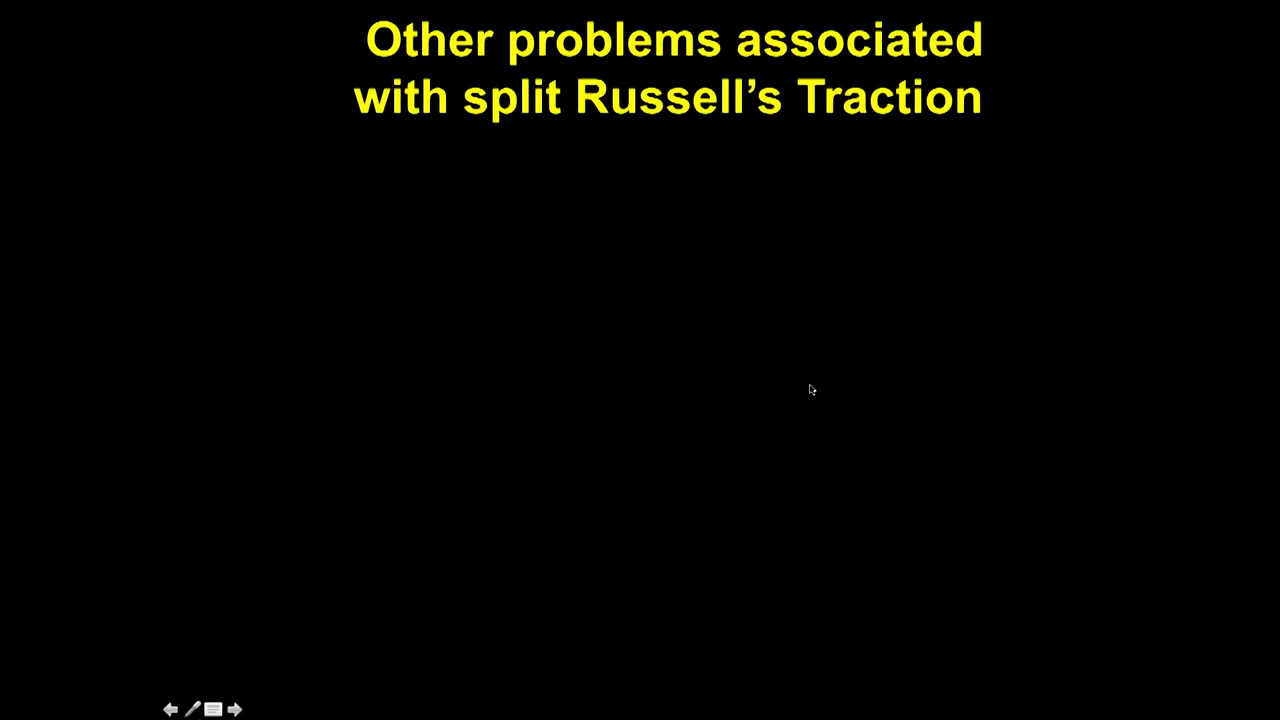 Other problems associated
with split Russell’s Traction